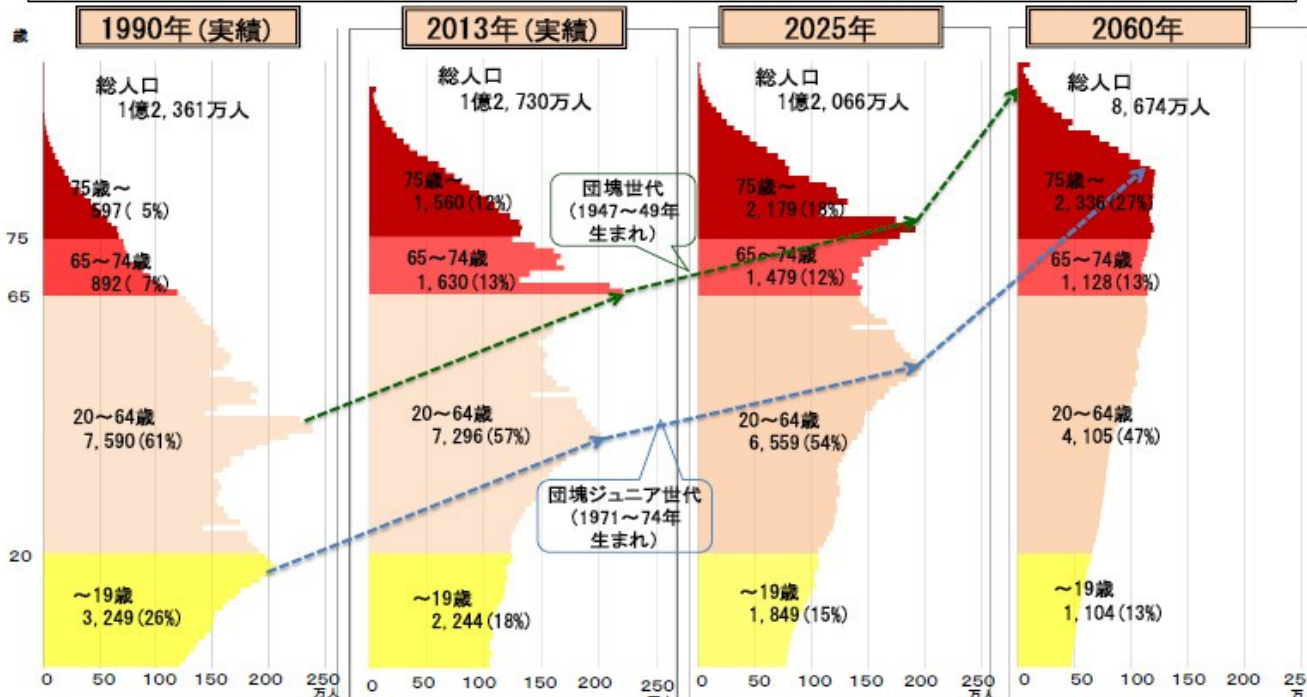 1990年(実績)
2013年(実績)
2025年
2060年
歳
総人口
1億2,361万人
75歳～
597( 5%)
75
65～74歳
892( 7%)
65
20～64歳
7,590(61%)
20
～19歳
3,249(26%)
0 50 100 150 200 250
万人
総人口
1億2,730万人
75歳～
1,560(12%)
65～74歳
1,630(13%)
20～64歳
7,296(57%)
～19歳
2,244(18%)
0 50 100 150 200 250
万人
団塊世代
(1947～49年
生まれ)
団塊ジュニア世代
(1971～74年
生まれ)
総人口
1億2,066万人
75歳～
2,179(18%)
65～74歳
1,479(12%)
20～64歳
6,559(54%)
～19歳
1,849(15%)
0 50 100 150 200 250
万人
総人口
8,674万人
75歳～
2,336(27%)
65～74歳
1,128(13%)
20～64歳
4,105(47%)
～19歳
1,104(13%)
0 50 100 150 200 250
万人